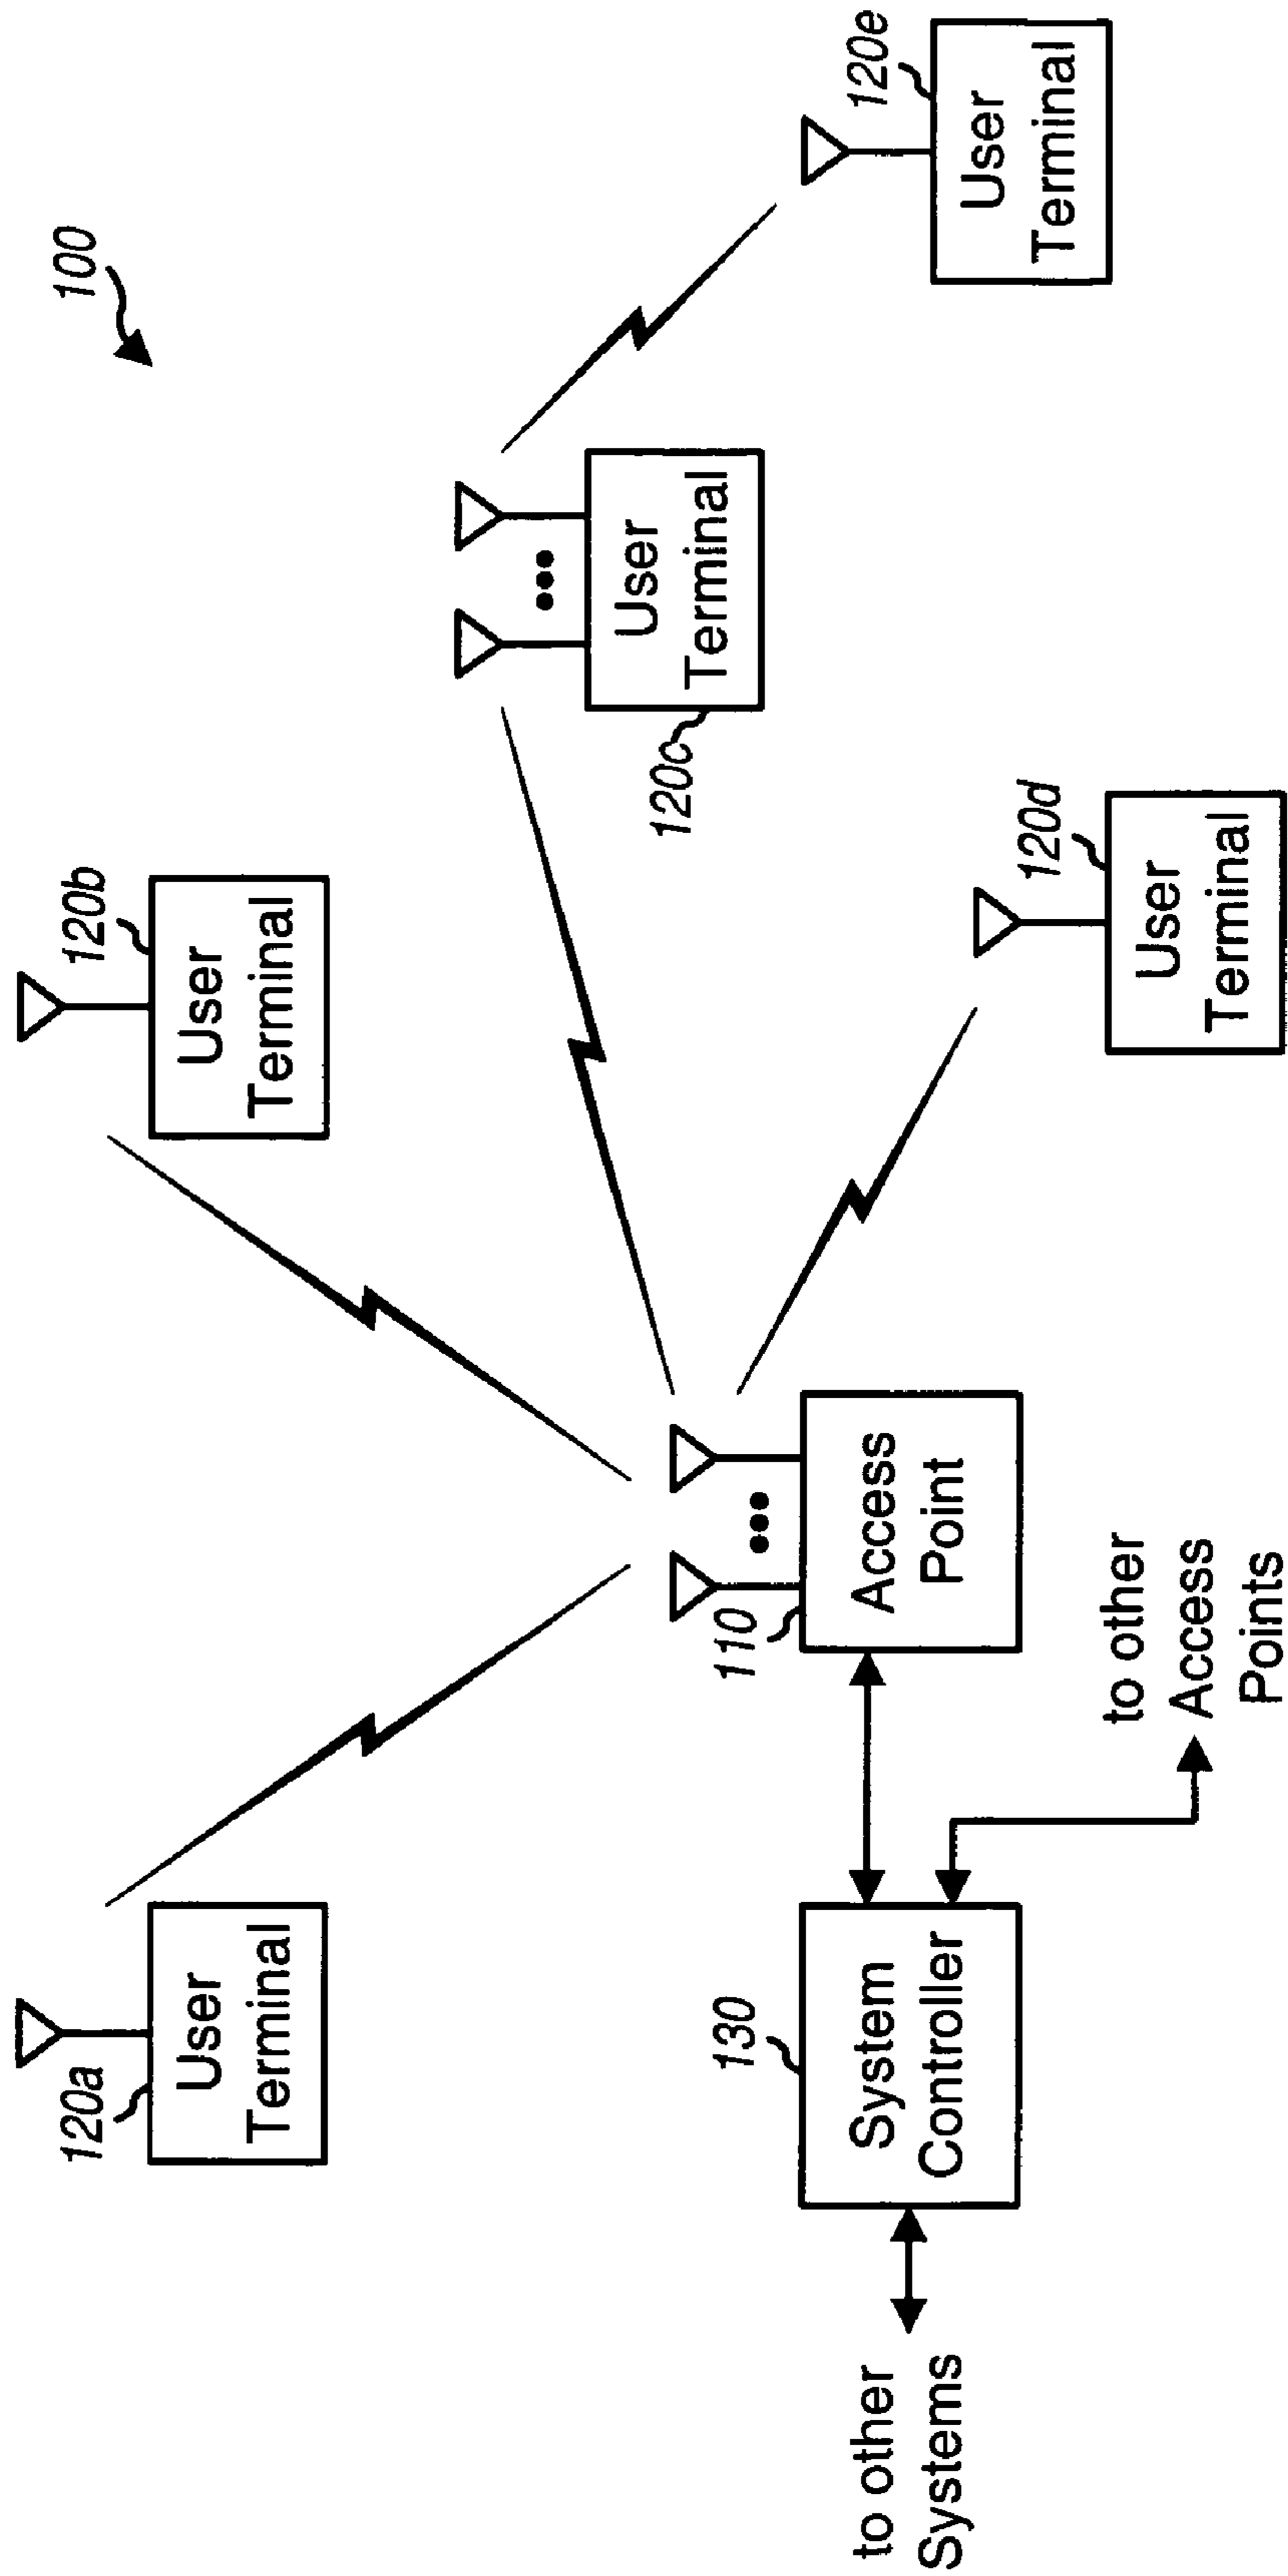 100
120a
User
Terminal
120b
User
Terminal
120c
User
Terminal
120e
User
Terminal
120d
User
Terminal
110
Access
Point
130
System
Controller
to other
Systems
to other
Access
Points